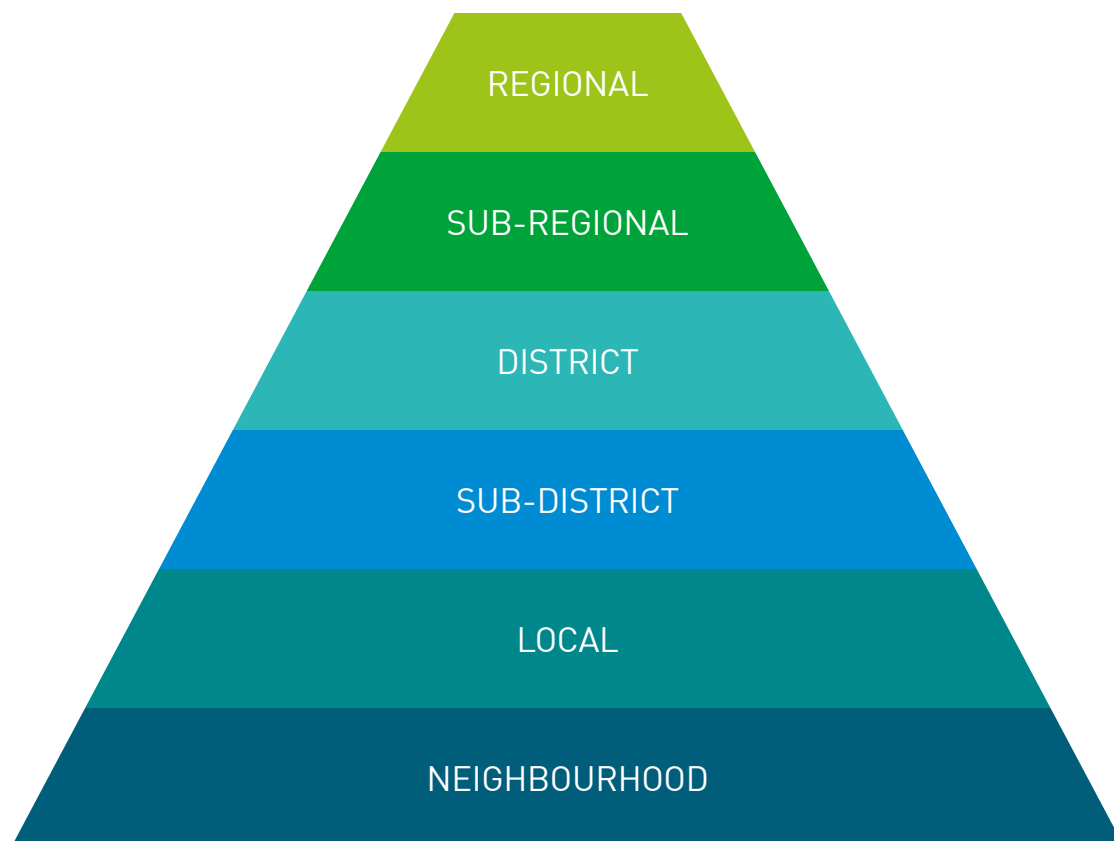 REGIONAL
SUB-REGIONAL
DISTRICT
SUB-DISTRICT
LOCAL
NEIGHBOURHOOD